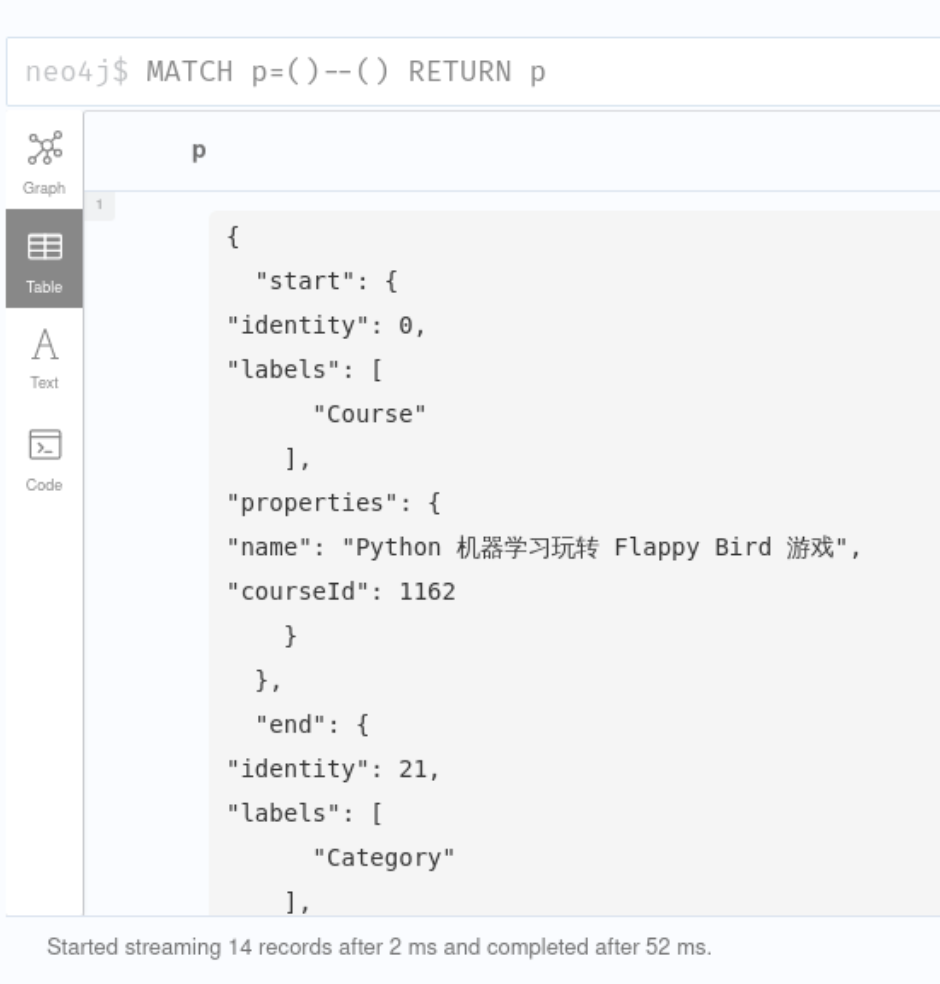 neo4j$ MATCH p=()--() RETURN p
Graph
Table
Text
Code
p
1
{
"start": {
"identity": 0,
"labels": [
"Course"
],
"properties": {
"name": "Python 机器学习玩转 Flappy Bird 游戏",
"courseId": 1162
}
},
"end": {
"identity": 21,
"labels": [
"Category"
],
Started streaming 14 records after 2 ms and completed after 52 ms.